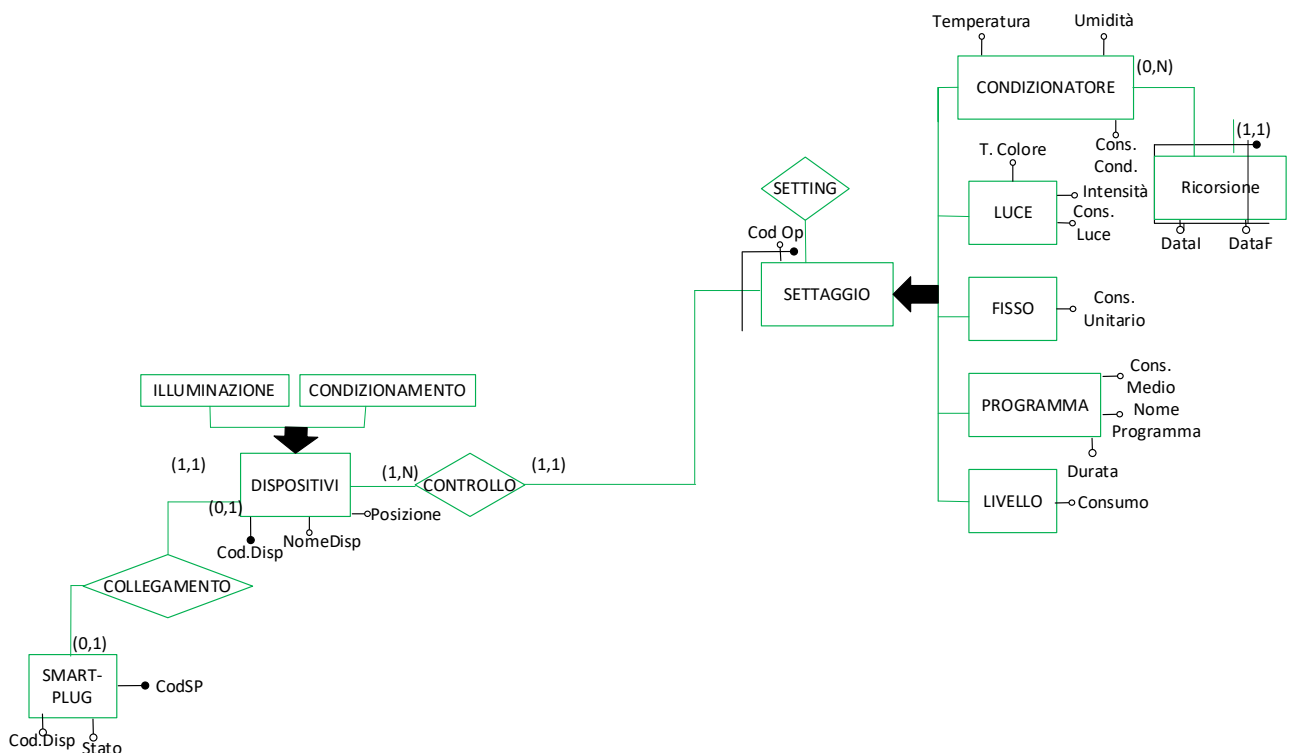 Temperatura
Umidità
CONDIZIONATORE
(0,N)
Cons.
Cond.
(1,1)
Ricorsione
DataI
DataF
T. Colore
LUCE
Intensità
Cons.
Luce
SETTING
Cod Op
SETTAGGIO
FISSO
Cons.
Unitario
PROGRAMMA
Cons.
Medio
Nome
Programma
Durata
LIVELLO
Consumo
ILLUMINAZIONE
CONDIZIONAMENTO
(1,1)
DISPOSITIVI
(0,1)
(1,N)
CONTROLLO
(1,1)
Posizione
NomeDisp
Cod.Disp
COLLEGAMENTO
(0,1)
SMART-
PLUG
CodSP
Cod.Disp
Stato